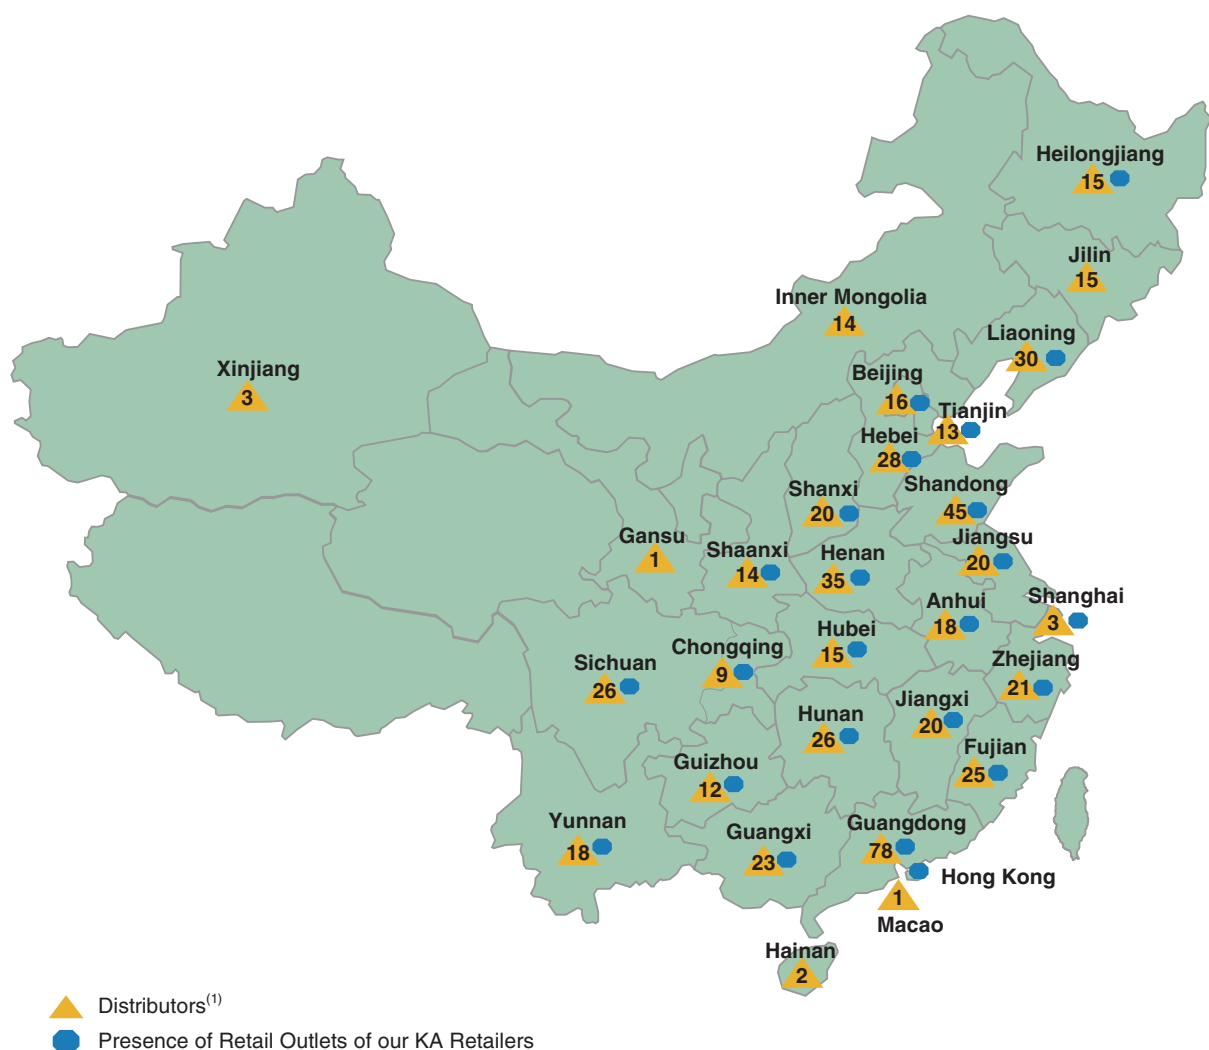 Heilongjiang
15
Jilin
15
Inner Mongolia
14
Liaoning
30
Xinjiang
3
Beijing
16
Tianjin
13
Hebei
28
Shandong
45
Shanxi
20
Gansu
1
Shaanxi
14
Henan
35
Jiangsu
20
Anhui
18
Shanghai
3
Hubei
15
Chongqing
9
Sichuan
26
Zhejiang
21
Jiangxi
20
Hunan
26
Fujian
25
Guizhou
12
Yunnan
18
Guangxi
23
Guangdong
78
Hong Kong
1
Macao
Hainan
2
Distributors(1)
Presence of Retail Outlets of our KA Retailers